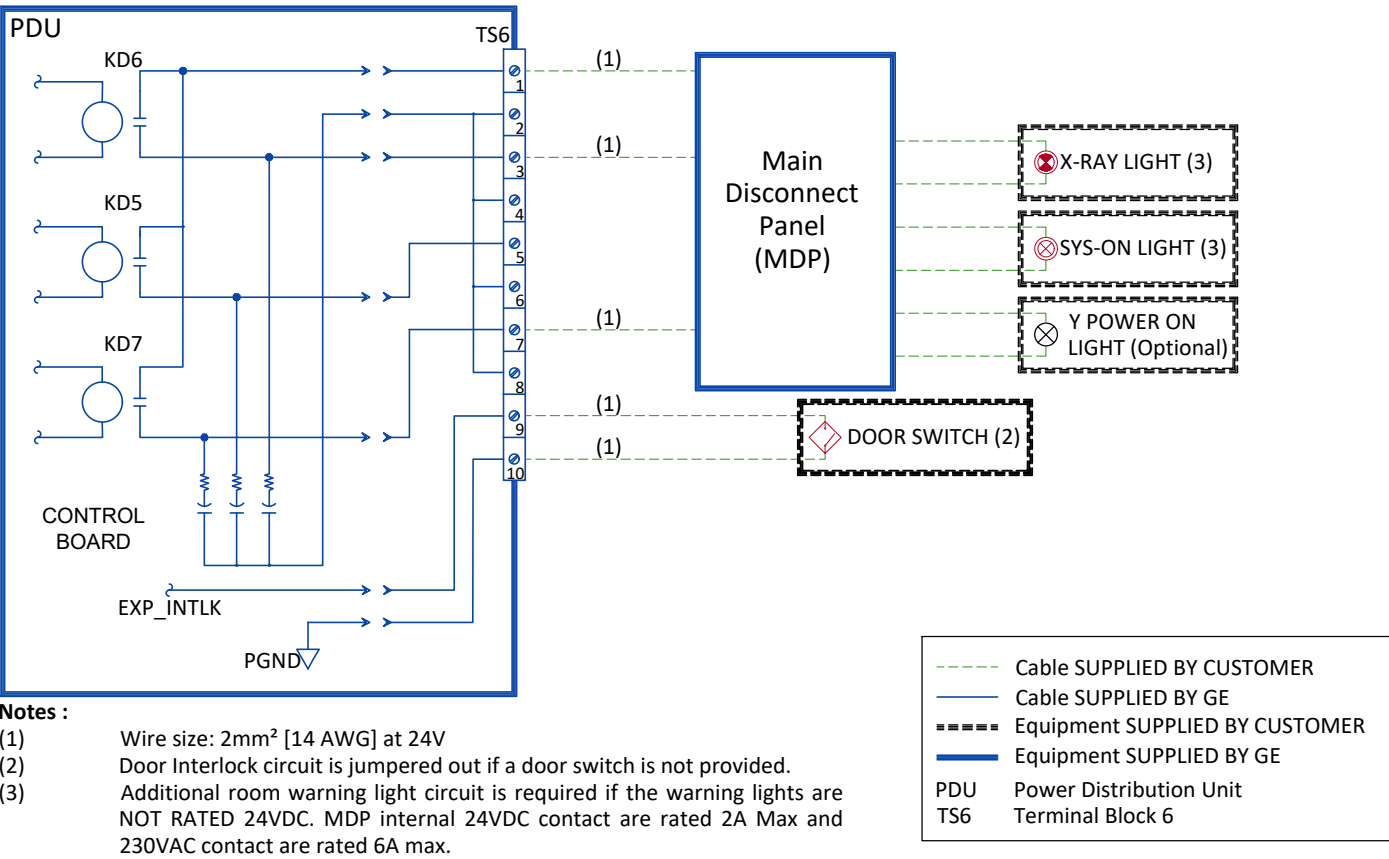 PDU
TS6
KD6
KD5
KD7
1
2
3
4
5
6
7
8
9
10
(1)
(1)
(1)
(1)
(1)
Main
Disconnect
Panel
(MDP)
X-RAY LIGHT (3)
SYS-ON LIGHT (3)
Y POWER ON
LIGHT (Optional)
DOOR SWITCH (2)
CONTROL
BOARD
EXP_INTLK
PGND
Notes :
(1) Wire size: 2mm² [14 AWG] at 24V
(2) Door Interlock circuit is jumpered out if a door switch is not provided.
(3) Additional room warning light circuit is required if the warning lights are
NOT RATED 24VDC. MDP internal 24VDC contact are rated 2A Max and
230VAC contact are rated 6A max.
Cable SUPPLIED BY CUSTOMER
Cable SUPPLIED BY GE
Equipment SUPPLIED BY CUSTOMER
Equipment SUPPLIED BY GE
PDU Power Distribution Unit
TS6 Terminal Block 6